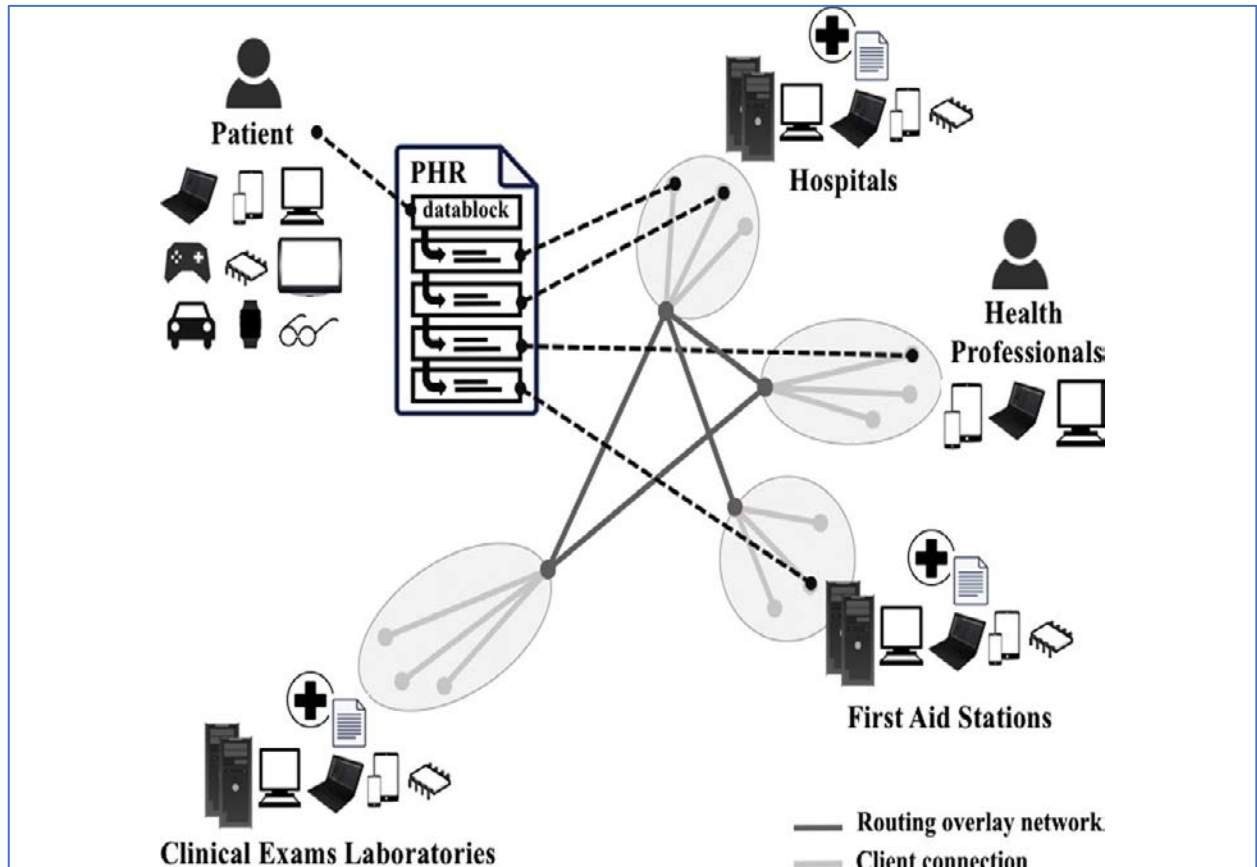 Patient
PHR
datablock
Hospitals
Health
Professionals
First Aid Stations
Clinical Exams Laboratories
Routing overlay network
Client connection